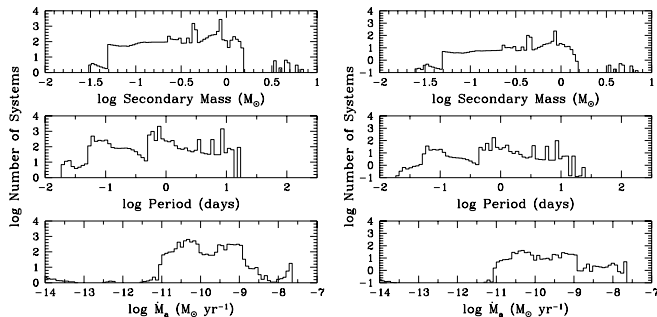 4
3
2
1
0
-2 -1.5 -1 -0.5 0 0.5 1
log Secondary Mass (M⊙)
4
3
2
1
0
-2 -1 0 1 2
log Period (days)
4
3
2
1
0
-14 -13 -12 -11 -10 -9 -8 -7
log Ṁa (M⊙ yr⁻¹)
log Number of Systems
4
3
2
1
0
-1
-2 -1.5 -1 -0.5 0 0.5 1
log Secondary Mass (M⊙)
4
3
2
1
0
-1
-2 -1 0 1 2
log Period (days)
4
3
2
1
0
-1
-14 -13 -12 -11 -10 -9 -8 -7
log Ṁa (M⊙ yr⁻¹)
log Number of Systems